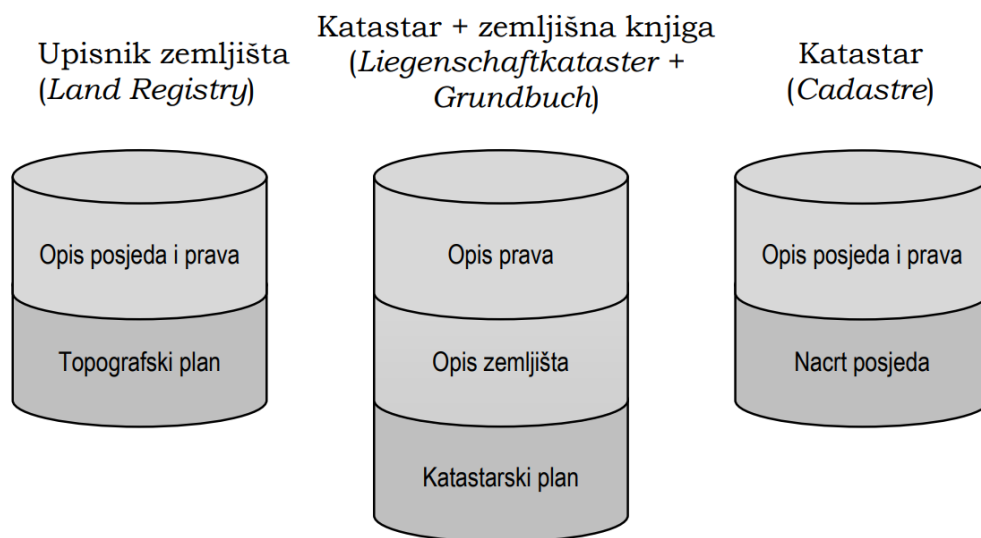 Upisnik zemljišta
(Land Registry)
Katastar + zemljišna knjiga
(Liegenschaftkataster +
Grundbuch)
Katastar
(Cadastre)
Opis posjeda i prava
Topografski plan
Opis prava
Opis zemljišta
Katastarski plan
Opis posjeda i prava
Nacrt posjeda